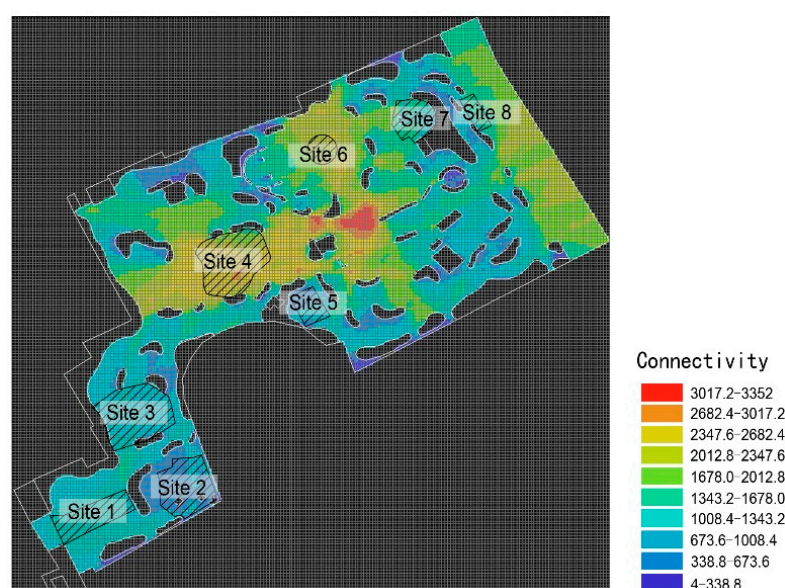 Site 8
Site 7
Site 6
Site 4
Site 5
Site 3
Site 2
Site 1
Connectivity
3017.2-3352
2682.4-3017.2
2347.6-2682.4
2012.8-2347.6
1678.0-2012.8
1343.2-1678.0
1008.4-1343.2
673.6-1008.4
338.8-673.6
4-338.8